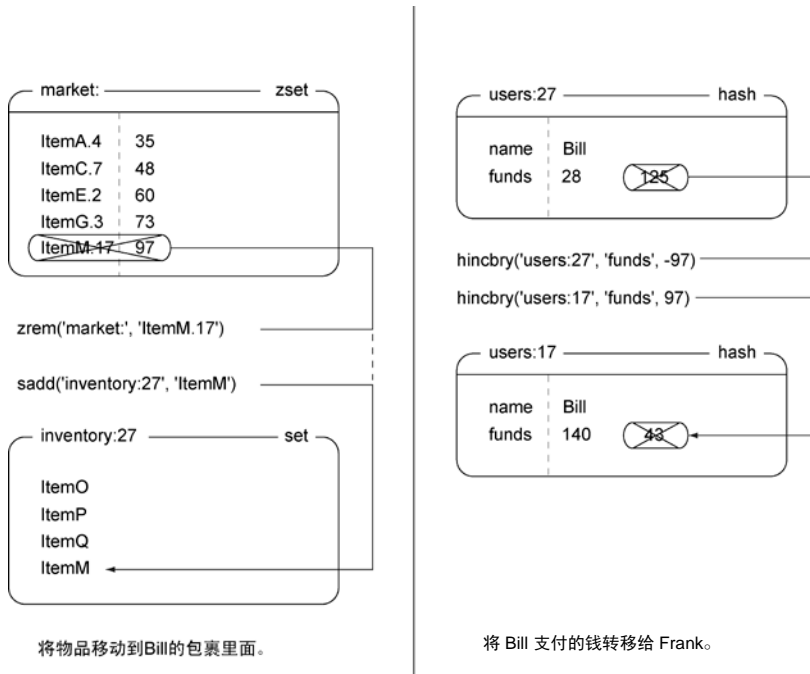 market: zset
ItemA.4 35
ItemC.7 48
ItemE.2 60
ItemG.3 73
ItemM.17 97
zrem('market:', 'ItemM.17')
sadd('inventory:27', 'ItemM')
inventory:27 set
ItemO
ItemP
ItemQ
ItemM
将物品移动到Bill的包裹里面。
users:27 hash
name Bill
funds 28 125
hincbry('users:27', 'funds', -97)
hincbry('users:17', 'funds', 97)
users:17 hash
name Bill
funds 140 43
将 Bill 支付的钱转移给 Frank。